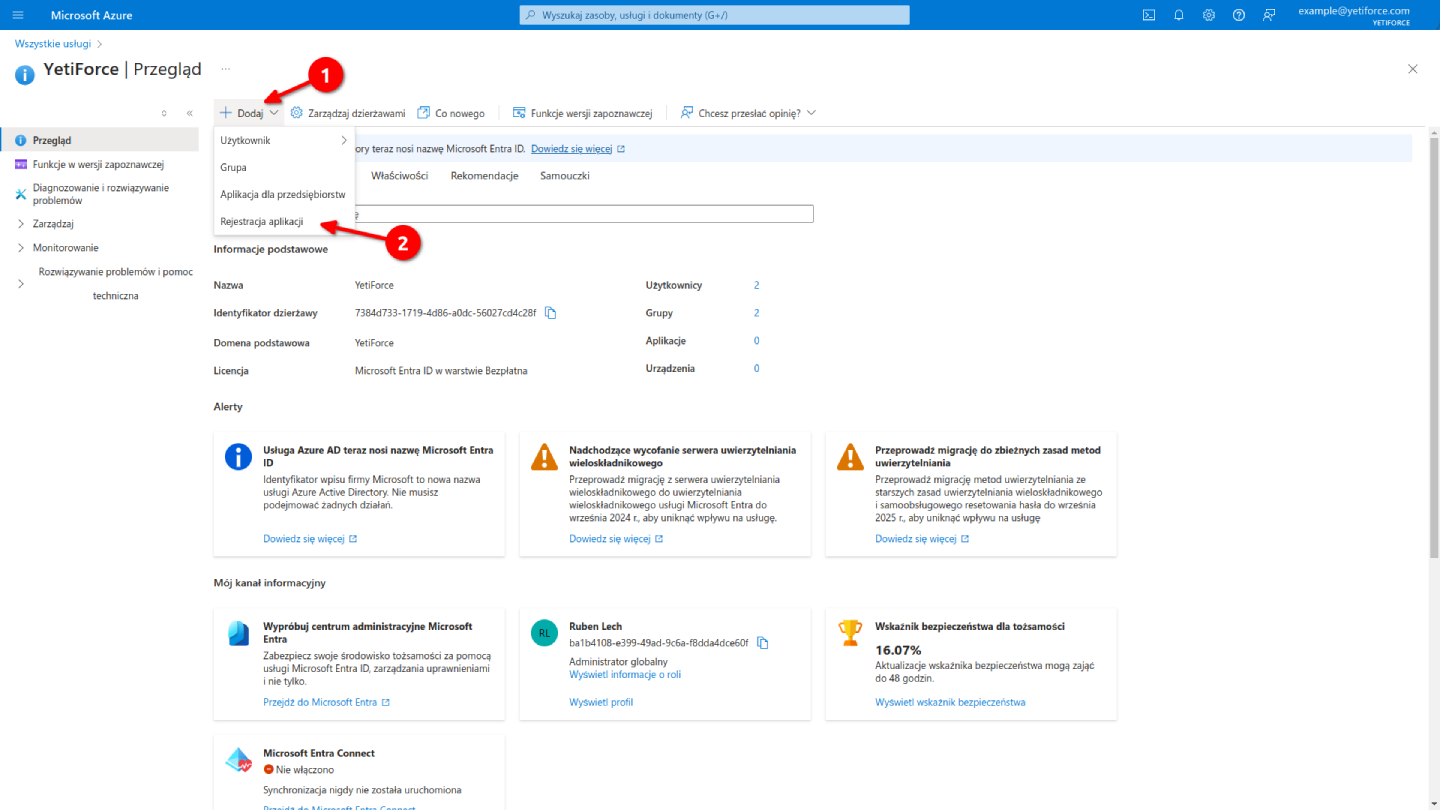 Microsoft Azure
Wyszukaj zasoby, usługi i dokumenty (G+/)
example@yetiforce.com
YETIFORCE
Wszystkie usługi
YetiForce | Przegląd
...
1
Dodaj
Zarządzaj dzierżawami
Co nowego
Funkcje wersji zapoznawczej
Chcesz przesłać opinię?
Przegląd
Funkcje w wersji zapoznawczej
Diagnozowanie i rozwiązywanie
problemów
Zarządzaj
Monitorowanie
Rozwiązywanie problemów i pomoc
techniczna
Użytkownik
Grupa
Aplikacja dla przedsiębiorstw
Rejestracja aplikacji
2
ory teraz nosi nazwę Microsoft Entra ID. Dowiedz się więcej
Właściwości
Rekomendacje
Samouczki
Informacje podstawowe
Nazwa
YetiForce
Użytkownicy
2
Identyfikator dzierżawy
7384d733-1719-4d86-a0dc-56027cd4c28f
Grupy
2
Domena podstawowa
YetiForce
Aplikacje
0
Licencja
Microsoft Entra ID w warstwie Bezpłatna
Urządzenia
0
Alerty
Usługa Azure AD teraz nosi nazwę Microsoft Entra
ID
Identyfikator wpisu firmy Microsoft to nowa nazwa
usługi Azure Active Directory. Nie musisz
podejmować żadnych działań.
Dowiedz się więcej
Nadchodzące wycofanie serwera uwierzytelniania
wieloskładnikowego
Przeprowadź migrację z serwera uwierzytelniania
wieloskładnikowego do uwierzytelniania
wieloskładnikowego usługi Microsoft Entra do
września 2024 r., aby uniknąć wpływu na usługę.
Dowiedz się więcej
Przeprowadź migrację do zbieżnych zasad metod
uwierzytelniania
Przeprowadź migrację metod uwierzytelniania ze
starszych zasad uwierzytelniania wieloskładnikowego
i samoobsługowego resetowania hasła do września
2025 r., aby uniknąć wpływu na usługę
Dowiedz się więcej
Mój kanał informacyjny
Wypróbuj centrum administracyjne Microsoft
Entra
Zabezpiecz swoje środowisko tożsamości za pomocą
usługi Microsoft Entra ID, zarządzania uprawnieniami
i nie tylko.
Przejdź do Microsoft Entra
RL
Ruben Lech
ba1b4108-e399-49ad-9c6a-f8dda4dce60f
Administrator globalny
Wyświetl informacje o roli
Wyświetl profil
Wskaźnik bezpieczeństwa dla tożsamości
16.07%
Aktualizacje wskaźnika bezpieczeństwa mogą zająć
do 48 godzin.
Wyświetl wskaźnik bezpieczeństwa
Microsoft Entra Connect
Nie włączono
Synchronizacja nigdy nie została uruchomiona
Przejdź do Microsoft Entra Connect